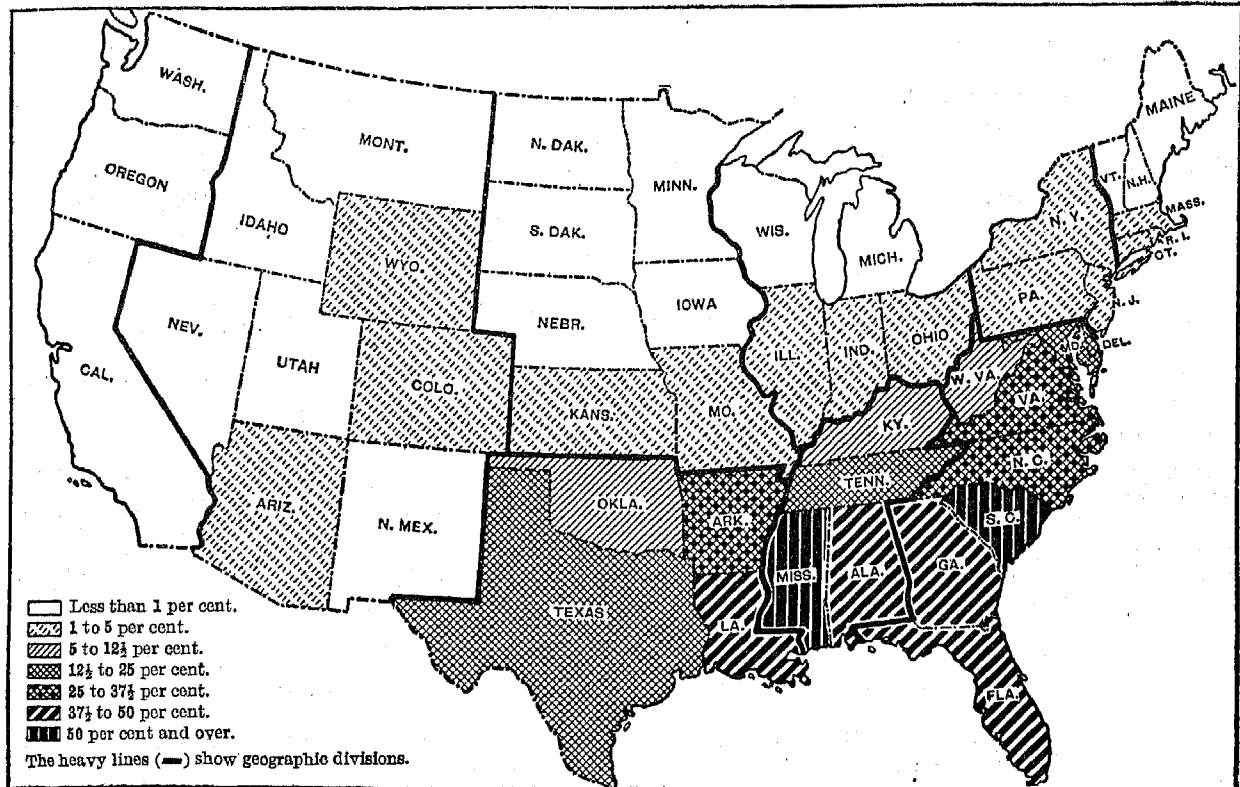 WASH.
MONT.
N. DAK.
MINN.
MAINE
OREGON
IDAHO
S. DAK.
WIS.
MICH.
VT.
N.H.
N. Y.
MASS.
R. I.
CT.
WYO.
NEBR.
IOWA
PA.
N. J.
CAL.
NEV.
UTAH
COLO.
KANS.
MO.
ILL.
IND.
OHIO
W. VA.
MD.
DEL.
VA.
KY.
N. C.
ARIZ.
N. MEX.
OKLA.
ARK.
TENN.
S. C.
TEXAS
LA.
MISS.
ALA.
GA.
FLA.
Less than 1 per cent.
1 to 5 per cent.
5 to 12½ per cent.
12½ to 25 per cent.
25 to 37½ per cent.
37½ to 50 per cent.
50 per cent and over.
The heavy lines (▬) show geographic divisions.